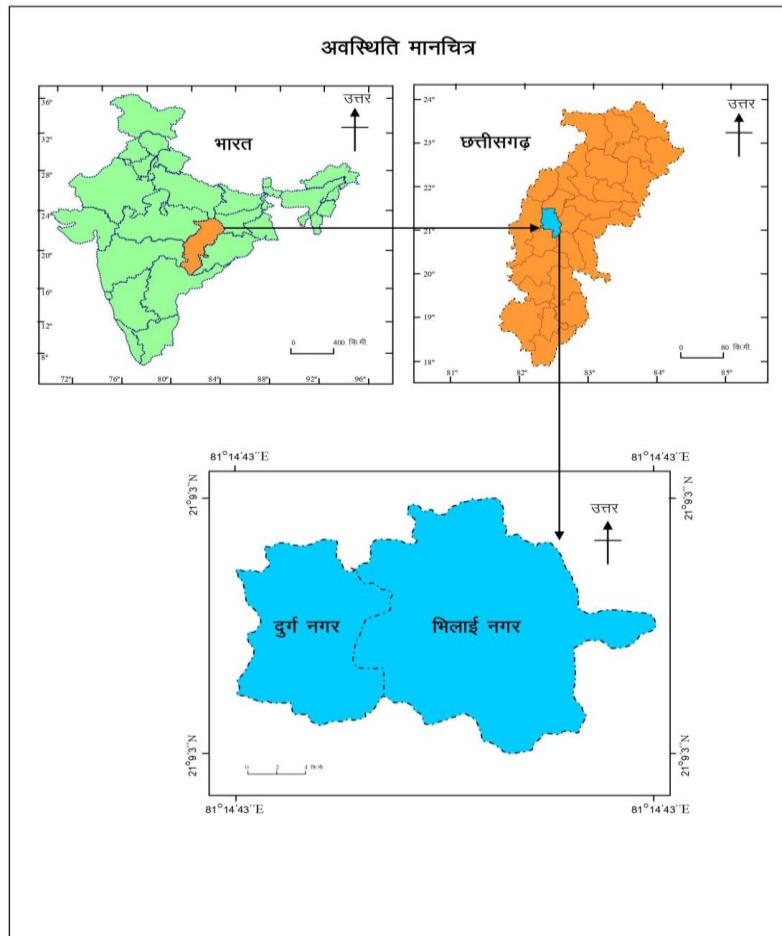 अवस्थिति मानचित्र
भारत
उत्तर
36°
32°
28°
24°
20°
16°
12°
8°
0 400 कि.मी.
72° 76° 80° 84° 88° 92° 96°
छत्तीसगढ़
उत्तर
24°
23°
22°
21°
20°
19°
18°
0 80 कि.मी.
81° 82° 83° 84° 85°
81°14'43''E 81°14'43''E
21°9'3''N 21°9'3''N
उत्तर
दुर्ग नगर भिलाई नगर
21°9'3''N 21°9'3''N
0 2 4 कि.मी.
81°14'43''E 81°14'43''E